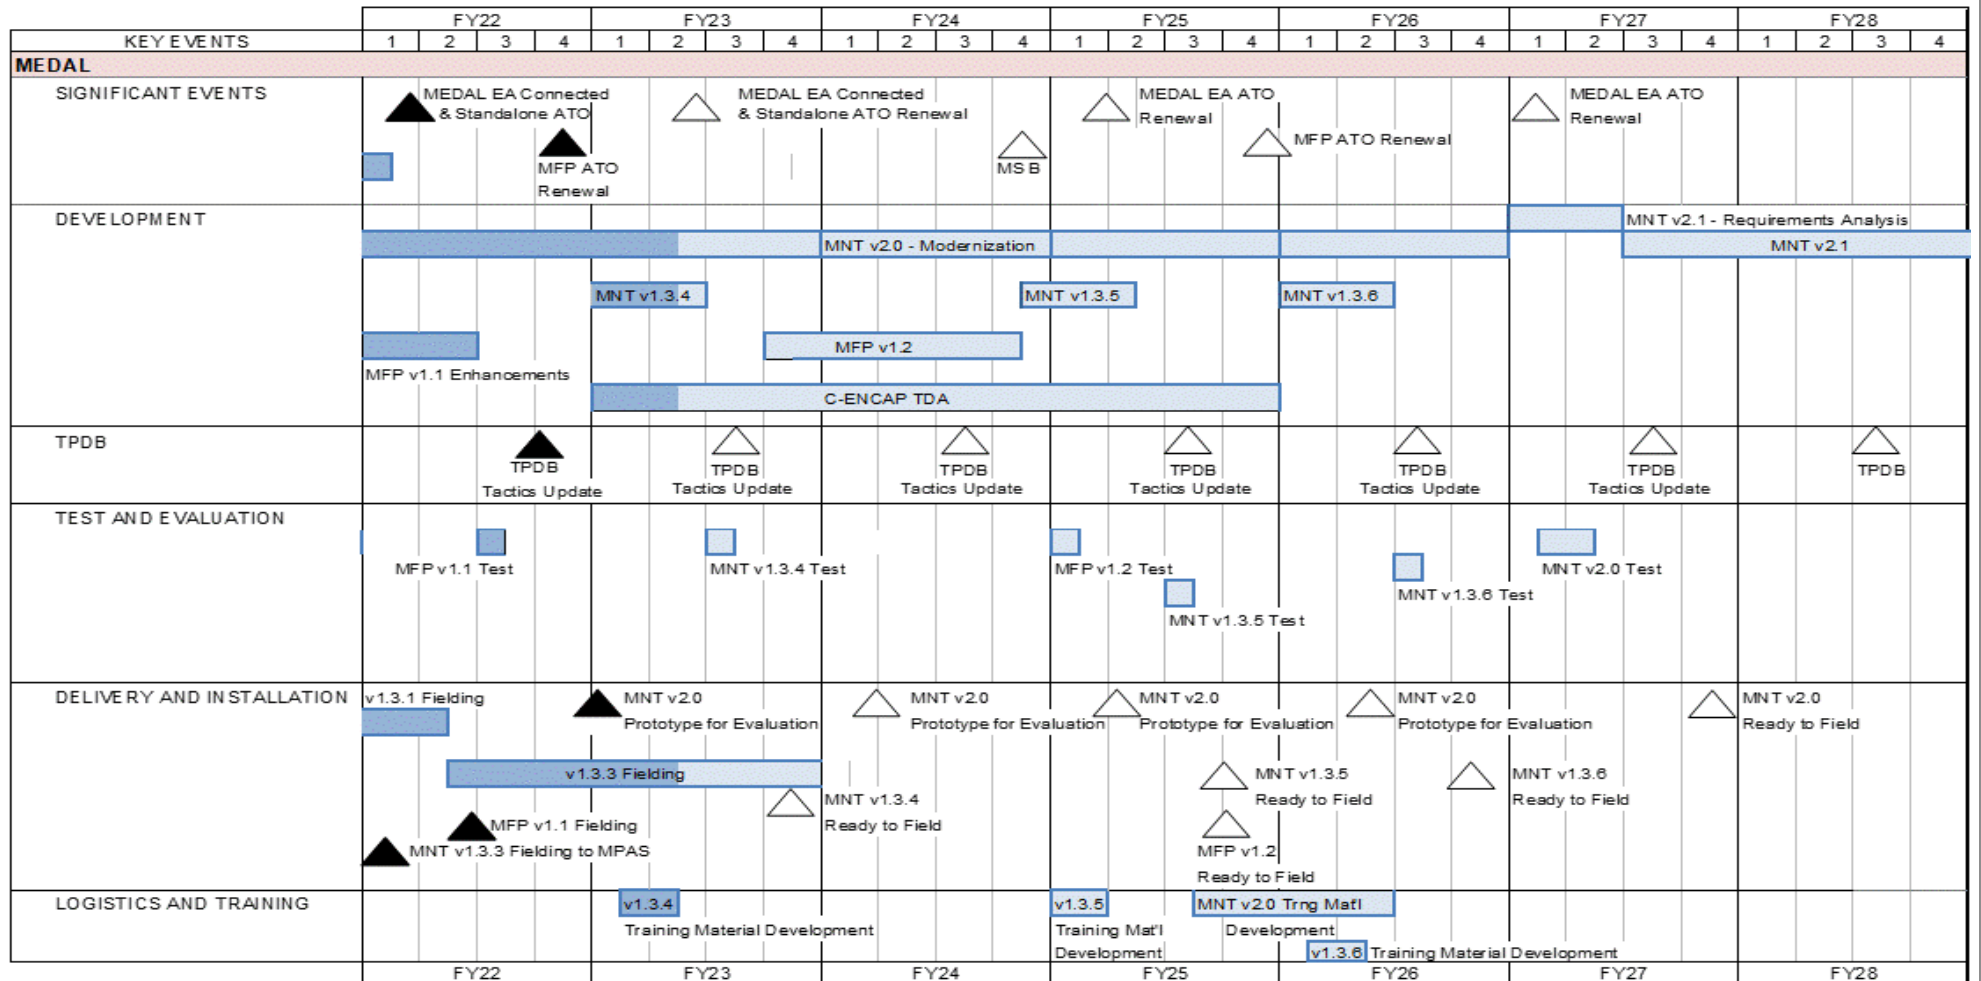 FY22 FY23 FY24 FY25 FY26 FY27 FY28
KEY EVENTS 1 2 3 4 1 2 3 4 1 2 3 4 1 2 3 4 1 2 3 4 1 2 3 4 1 2 3 4
MEDAL
SIGNIFICANT EVENTS
MEDAL EA Connected
& Standalone ATO
MFP ATO
Renewal
MEDAL EA Connected
& Standalone ATO Renewal
MS B
MEDAL EA ATO
Renewal
MFP ATO Renewal
MEDAL EA ATO
Renewal
DEVELOPMENT
MNT v2.1 - Requirements Analysis
MNT v2.0 - Modernization
MNT v2.1
MNT v1.3.4
MNT v1.3.5
MNT v1.3.6
MFP v1.2
MFP v1.1 Enhancements
C-ENCAP TDA
TPDB
TPDB
Tactics Update
TPDB
Tactics Update
TPDB
Tactics Update
TPDB
Tactics Update
TPDB
Tactics Update
TPDB
Tactics Update
TPDB
TEST AND EVALUATION
MFP v1.1 Test
MNT v1.3.4 Test
MFP v1.2 Test
MNT v2.0 Test
MNT v1.3.6 Test
MNT v1.3.5 Test
DELIVERY AND INSTALLATION
v1.3.1 Fielding
MNT v2.0
Prototype for Evaluation
MNT v2.0
Prototype for Evaluation
MNT v2.0
Prototype for Evaluation
MNT v2.0
Prototype for Evaluation
MNT v2.0
Ready to Field
v1.3.3 Fielding
MNT v1.3.4
Ready to Field
MNT v1.3.5
Ready to Field
MNT v1.3.6
Ready to Field
MFP v1.1 Fielding
MNT v1.3.3 Fielding to MPAS
MFP v1.2
Ready to Field
LOGISTICS AND TRAINING
v1.3.4
Training Material Development
v1.3.5
Training Mat'l
Development
MNT v2.0 Trng Mat'l
Development
v1.3.6 Training Material Development
FY22 FY23 FY24 FY25 FY26 FY27 FY28